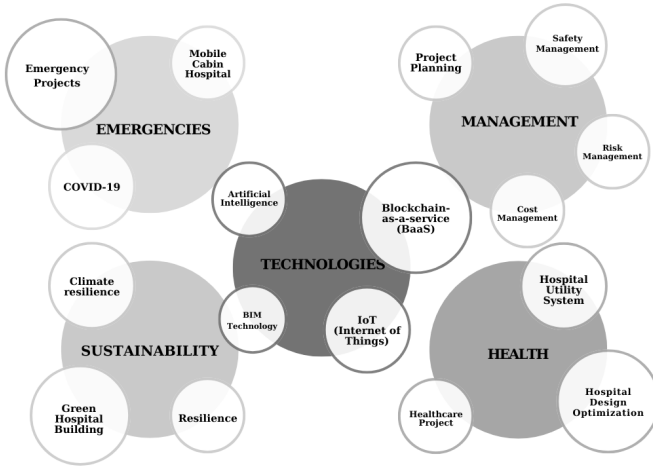 Emergency
Projects
Mobile
Cabin
Hospital
EMERGENCIES
COVID-19
Project
Planning
Safety
Management
MANAGEMENT
Risk
Management
Cost
Management
Artificial
Intelligence
Blockchain-
as-a-service
(BaaS)
TECHNOLOGIES
BIM
Technology
IoT
(Internet of
Things)
Climate
resilience
SUSTAINABILITY
Green
Hospital
Building
Resilience
Hospital
Utility
System
HEALTH
Healthcare
Project
Hospital
Design
Optimization